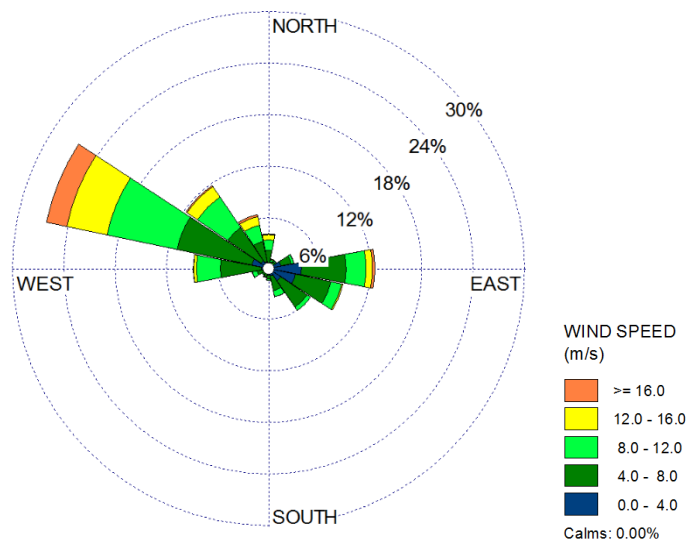 NORTH
30%
24%
18%
12%
6%
WEST
EAST
SOUTH
WIND SPEED
(m/s)
>= 16.0
12.0 - 16.0
8.0 - 12.0
4.0 - 8.0
0.0 - 4.0
Calms: 0.00%